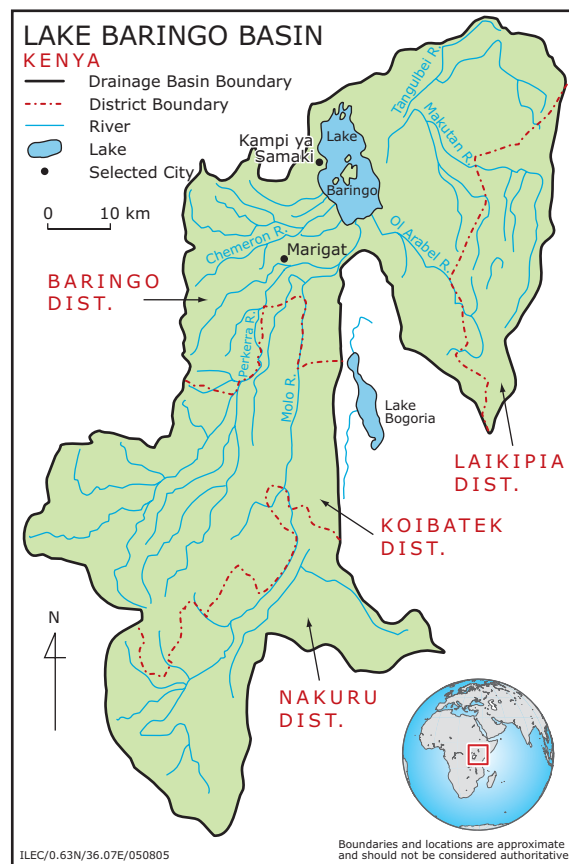 LAKE BARINGO BASIN
KENYA
Drainage Basin Boundary
District Boundary
River
Lake
Selected City
0 10 km
Tangulbei R.
Makutan R.
Kampi ya
Samaki
Lake
Baringo
Chemeron R.
Ol Arabel R.
Marigat
BARINGO
DIST.
Perkerra R.
Molo R.
Lake
Bogoria
LAIKIPIA
DIST.
KOIBATEK
DIST.
N
NAKURU
DIST.
ILEC/0.63N/36.07E/050805
Boundaries and locations are approximate
and should not be considered authoritative